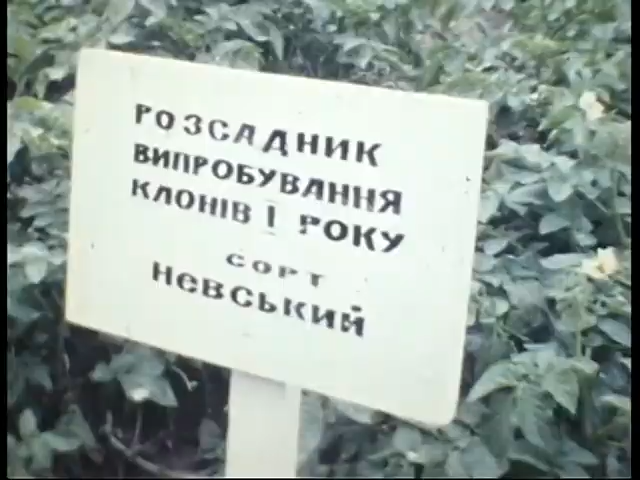 РОЗСАДНИК
ВИПРОБУВАННЯ
КЛОНІВ І РОКУ
СОРТ
НЕВСЬКИЙ